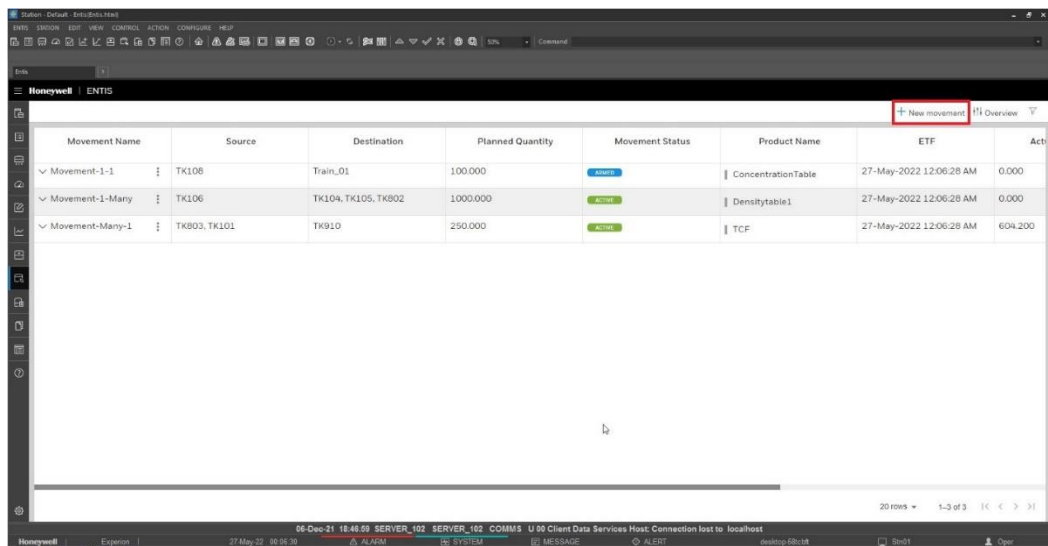 Station - Default - Entis(Entis.html)
ENTIS STATION EDIT VIEW CONTROL ACTION CONFIGURE HELP
50% Command
Entis
Honeywell | ENTIS
+ New movement Overview
Movement Name Source Destination Planned Quantity Movement Status Product Name ETF Act
Movement-1-1 TK108 Train_01 100.000 ARMED ConcentrationTable 27-May-2022 12:06:28 AM 0.000
Movement-1-Many TK106 TK104, TK105, TK802 1000.000 ACTIVE Densitytable1 27-May-2022 12:06:28 AM 0.000
Movement-Many-1 TK803, TK101 TK910 250.000 ACTIVE TCF 27-May-2022 12:06:28 AM 604.200
20 rows 1–3 of 3
06-Dec-21 18:46:59 SERVER_102 SERVER_102 COMMS U 00 Client Data Services Host: Connection lost to localhost
Honeywell Experion 27-May-22 00:06:30 ALARM SYSTEM MESSAGE ALERT Stn01 Oper